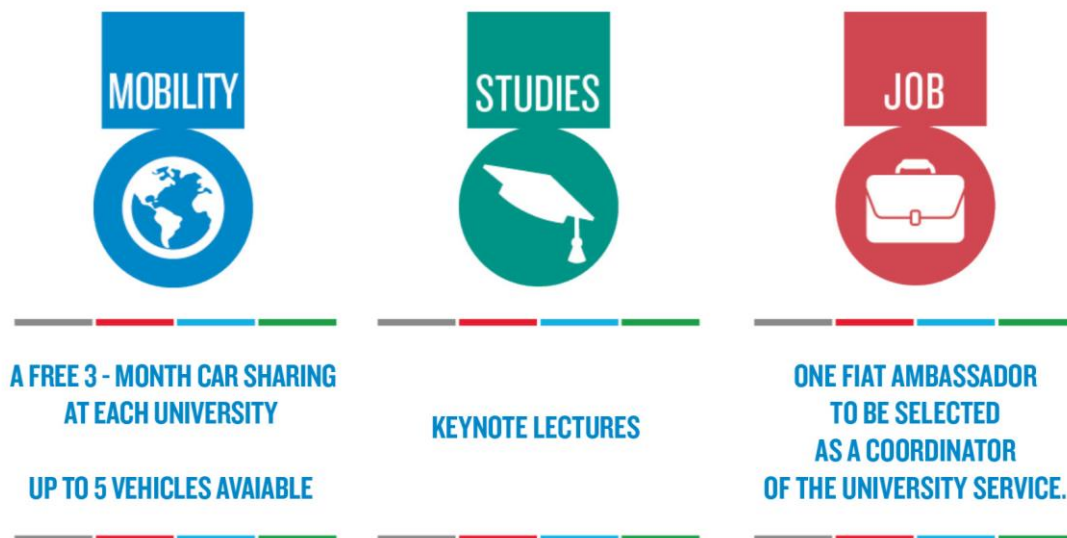 MOBILITY
A FREE 3 - MONTH CAR SHARING
AT EACH UNIVERSITY
UP TO 5 VEHICLES AVAIABLE
STUDIES
KEYNOTE LECTURES
JOB
ONE FIAT AMBASSADOR
TO BE SELECTED
AS A COORDINATOR
OF THE UNIVERSITY SERVICE.